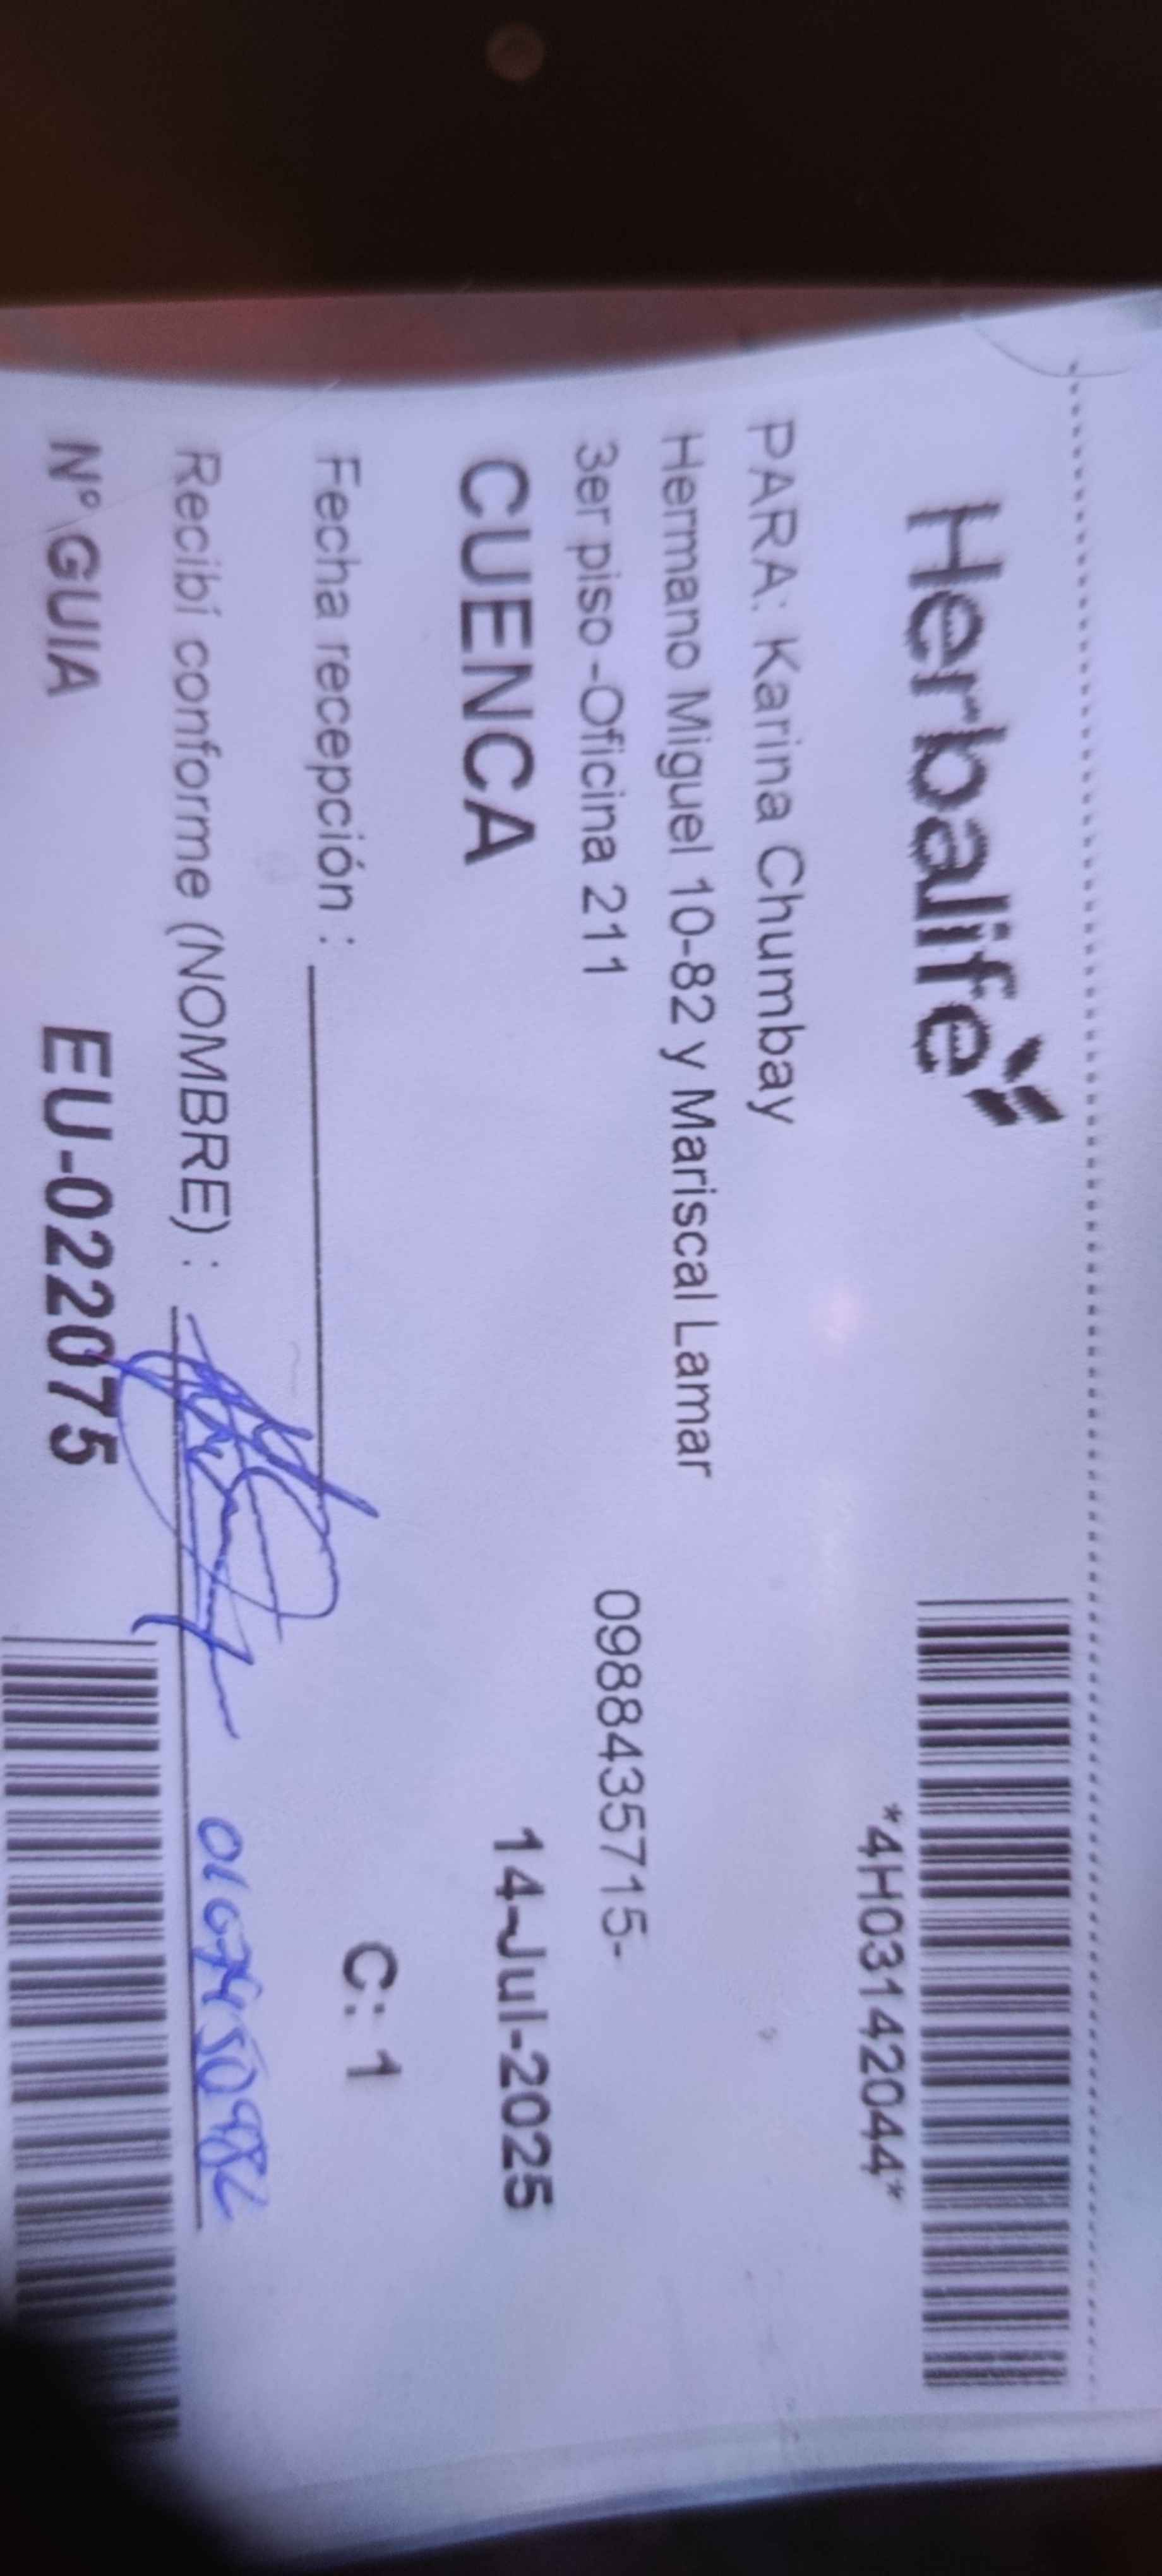 Herbalife
*4H03142044*
PARA: Karina Chumbay
Hermano Miguel 10-82 y Mariscal Lamar
3er piso -Oficina 211 0988435715-
CUENCA 14-Jul-2025
Fecha recepción : C: 1
Recibí conforme (NOMBRE) :
N° GUIA EU-022075